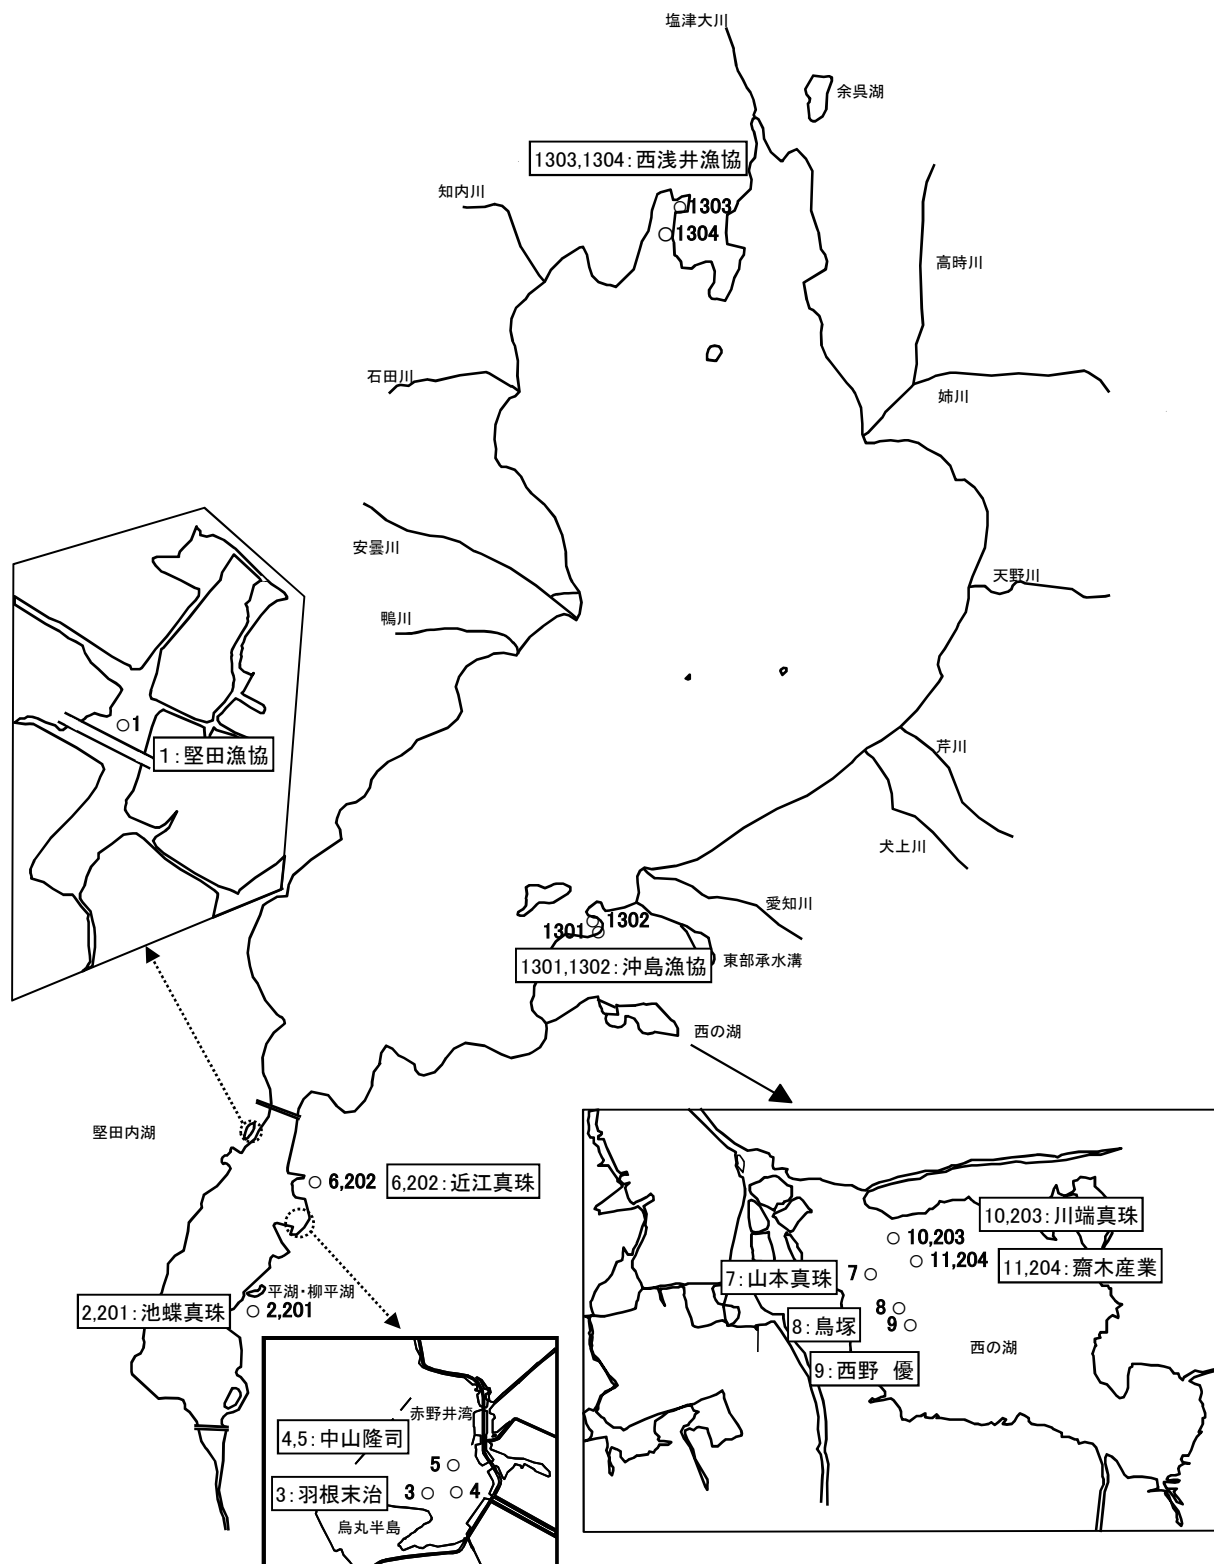 塩津大川
余呉湖
1303,1304：西浅井漁協
知内川
1303
1304
高時川
石田川
姉川
安曇川
天野川
鴨川
1
1：堅田漁協
芹川
犬上川
愛知川
1302
1301
東部承水溝
1301,1302：沖島漁協
西の湖
堅田内湖
6,202
6,202：近江真珠
平湖・柳平湖
2,201：池蝶真珠
2,201
10,203：川端真珠
10,203
11,204
11,204：齋木産業
7：山本真珠
7
8
8：鳥塚
9
西の湖
9：西野　優
赤野井湾
4,5：中山隆司
5
3：羽根末治
3
4
烏丸半島